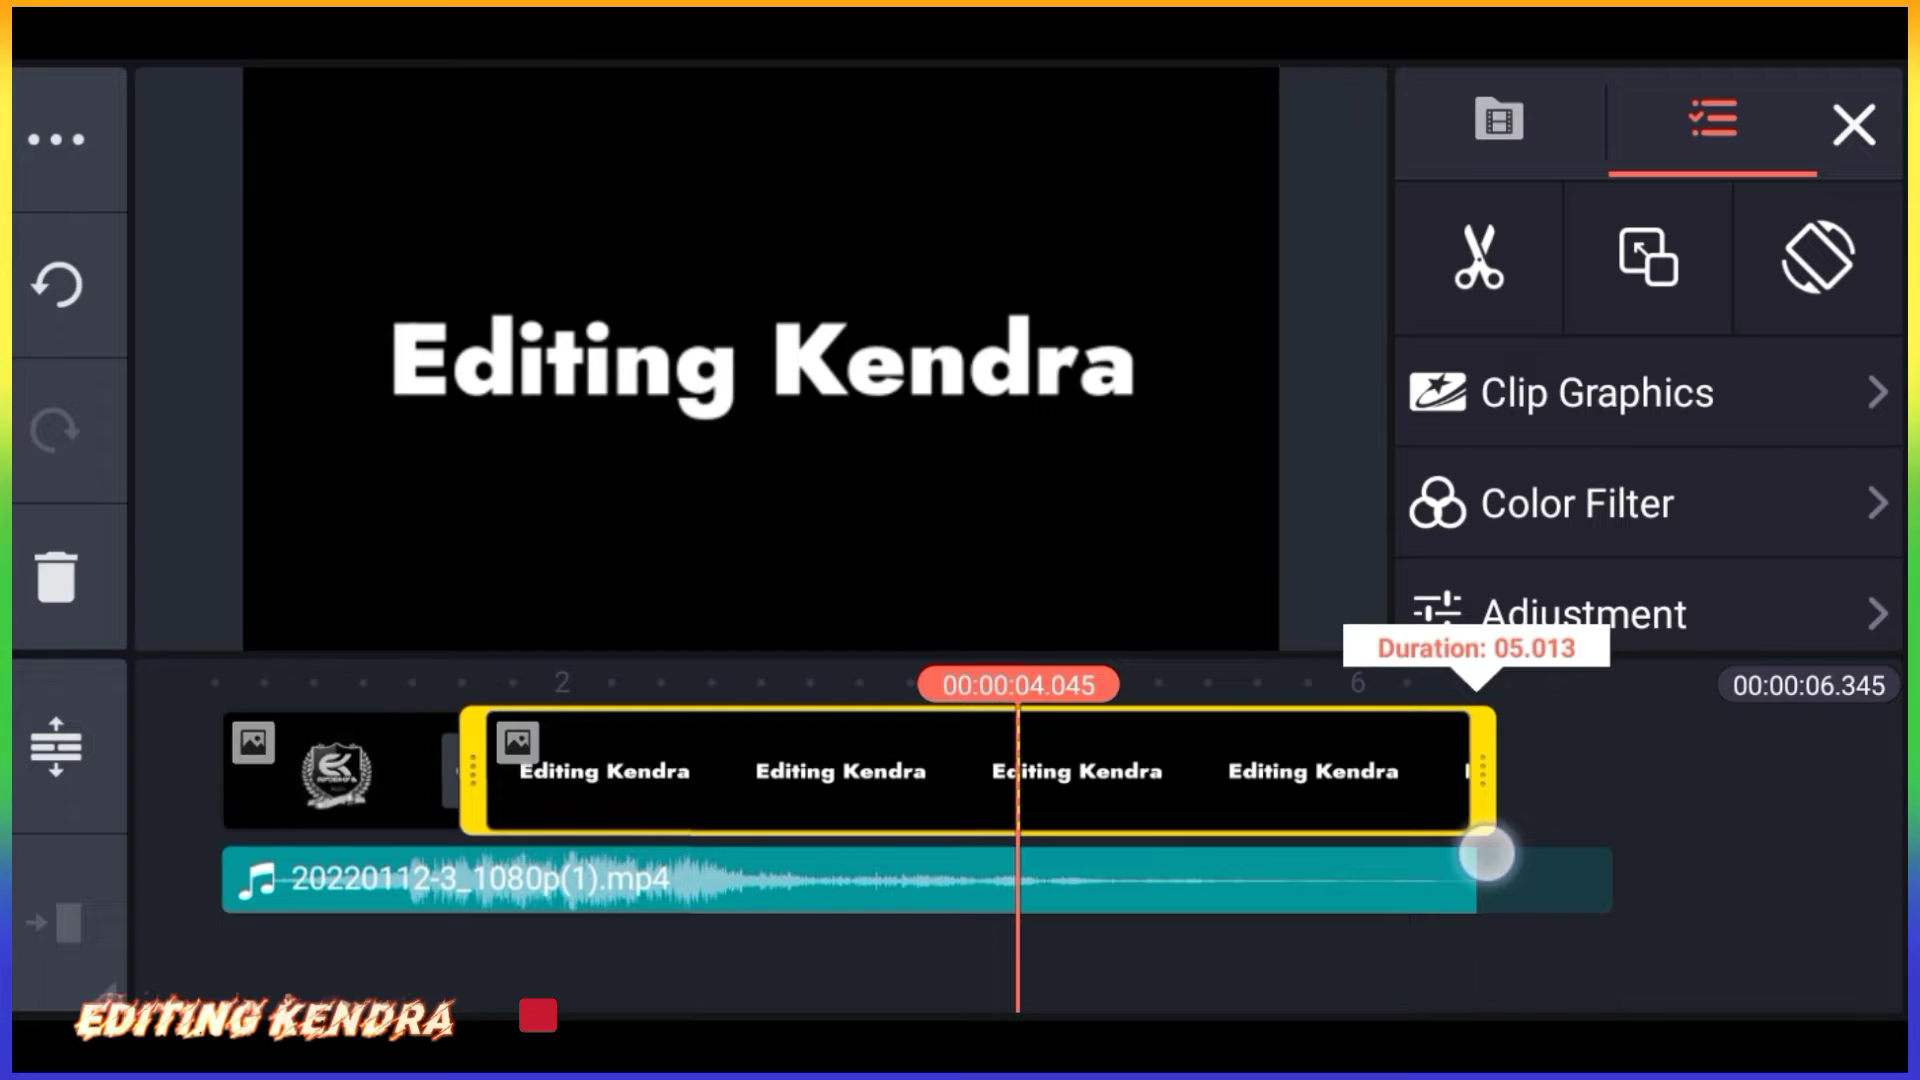 Editing Kendra
Clip Graphics
Color Filter
Adjustment
Duration: 05.013
2
00:00:04.045
6
00:00:06.345
Editing Kendra
Editing Kendra
Editing Kendra
Editing Kendra
20220112-3_1080p(1).mp4
EDITING KENDRA